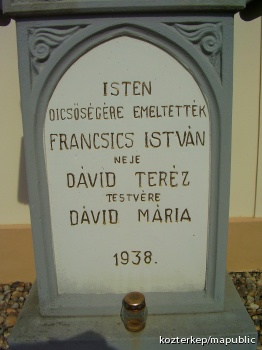 ISTEN
DICSŐSÉGÉRE EMELTETTÉK
FRANCSICS ISTVÁN
NEJE
DÁVID TERÉZ
TESTVÉRE
DÁVID MÁRIA
1938.
kozterkep/mapublic